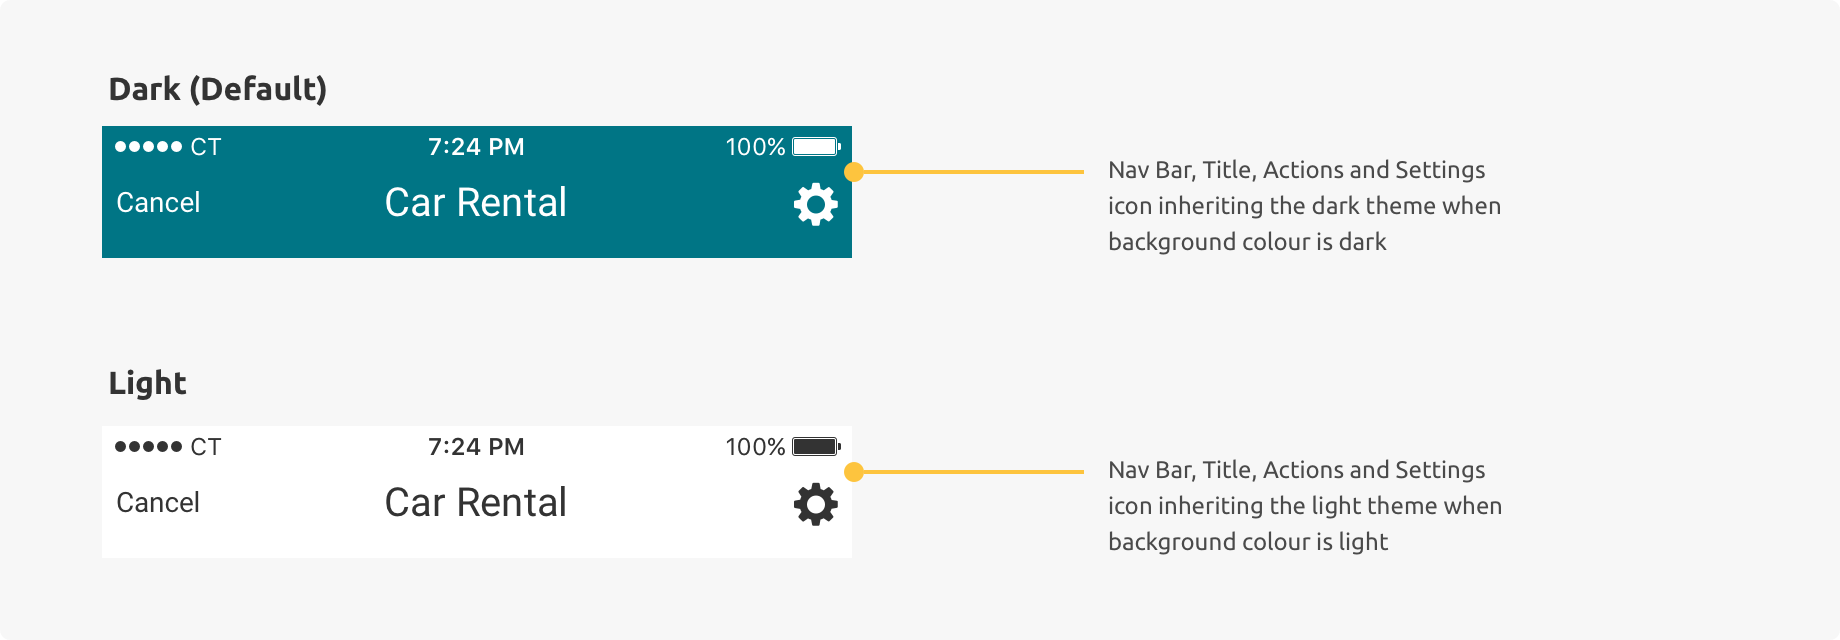 Dark (Default)
CT 7:24 PM 100%
Cancel Car Rental
Nav Bar, Title, Actions and Settings
icon inheriting the dark theme when
background colour is dark
Light
CT 7:24 PM 100%
Cancel Car Rental
Nav Bar, Title, Actions and Settings
icon inheriting the light theme when
background colour is light